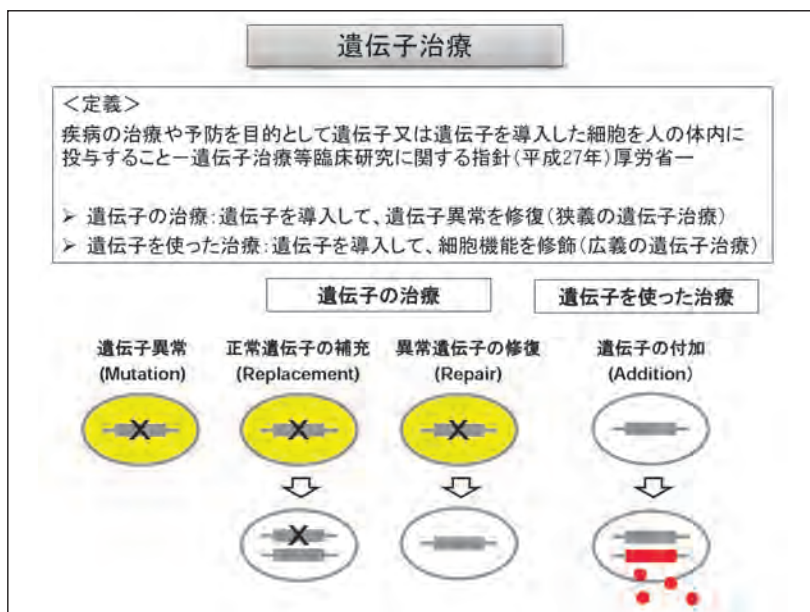 遺伝子治療
＜定義＞
疾病の治療や予防を目的として遺伝子又は遺伝子を導入した細胞を人の体内に
投与することー遺伝子治療等臨床研究に関する指針(平成27年)厚労省ー
➢ 遺伝子の治療:遺伝子を導入して、遺伝子異常を修復(狭義の遺伝子治療)
➢ 遺伝子を使った治療:遺伝子を導入して、細胞機能を修飾(広義の遺伝子治療)
遺伝子の治療 遺伝子を使った治療
遺伝子異常 正常遺伝子の補充 異常遺伝子の修復 遺伝子の付加
(Mutation) (Replacement) (Repair) (Addition)
X X X
X